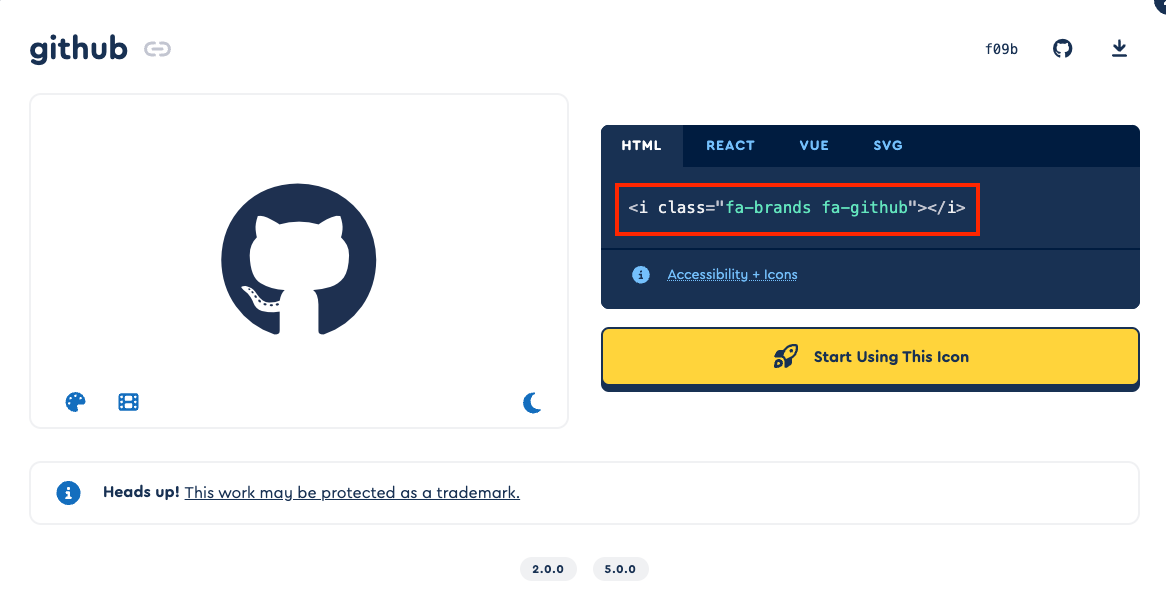 github
f09b
HTML REACT VUE SVG
<i class="fa-brands fa-github"></i>
Accessibility + Icons
Start Using This Icon
Heads up! This work may be protected as a trademark.
2.0.0 5.0.0